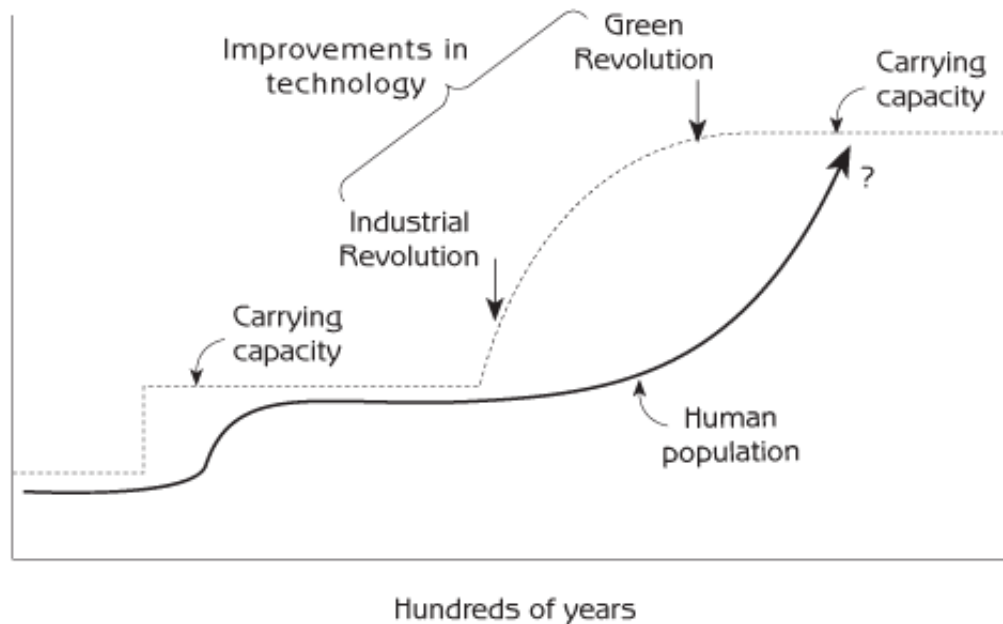 Green
Revolution
Improvements in
technology
Carrying
capacity
?
Industrial
Revolution
Carrying
capacity
Human
population
Hundreds of years